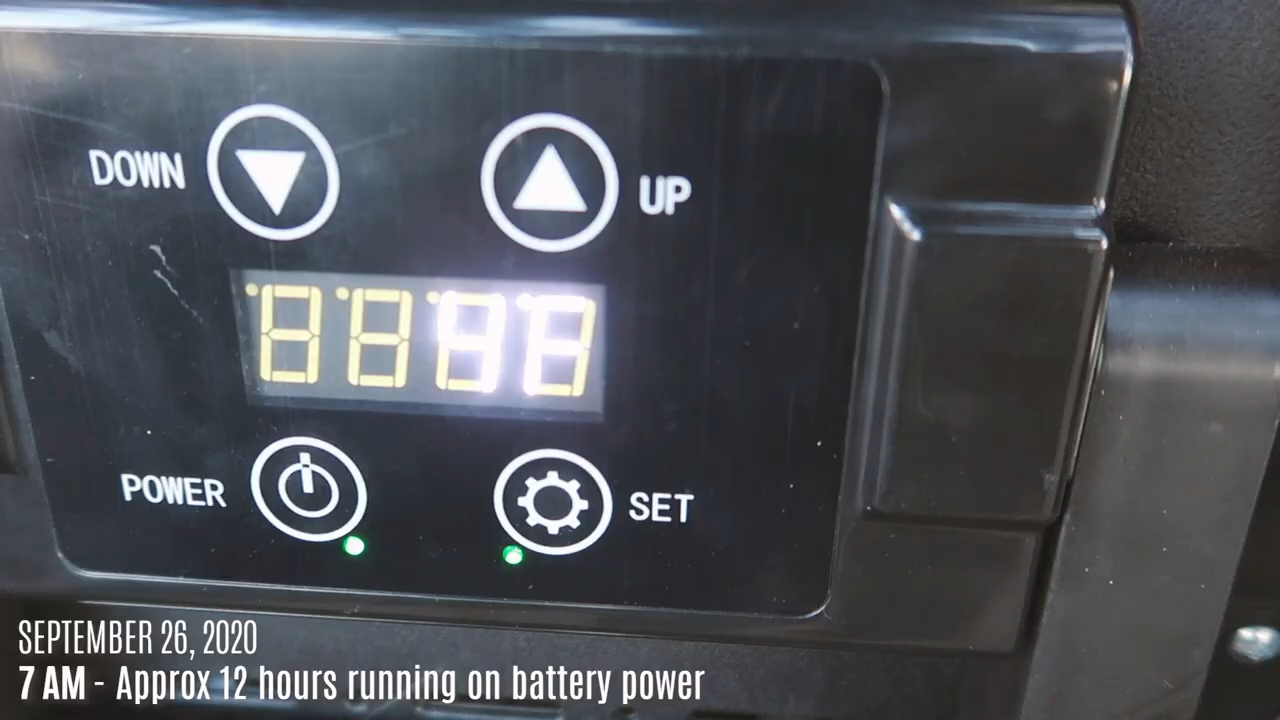 DOWN
UP
POWER
SET
SEPTEMBER 26, 2020
7 AM - Approx 12 hours running on battery power